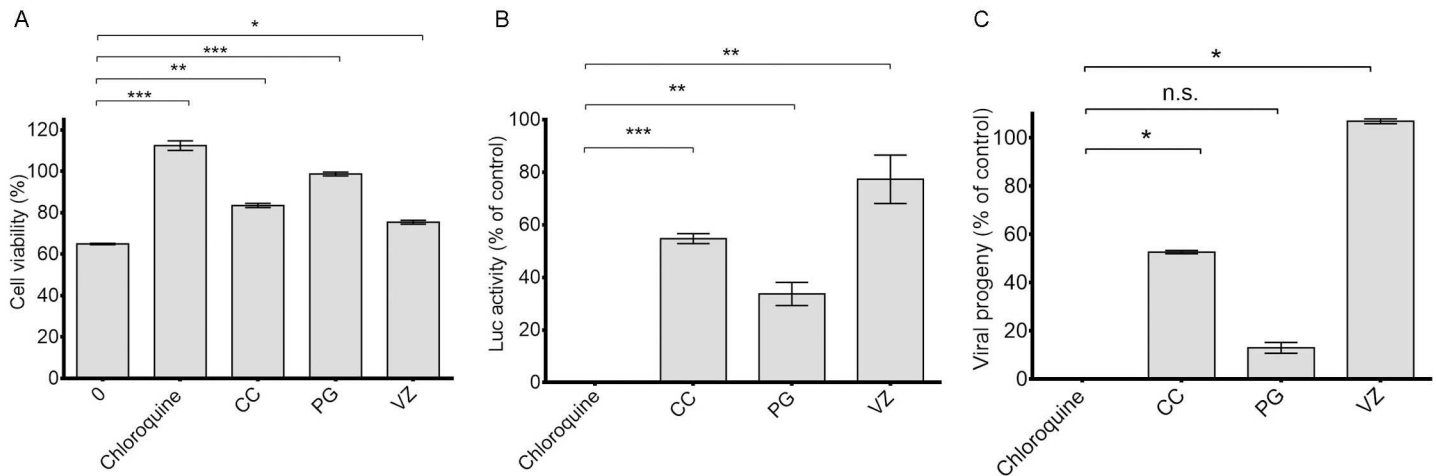 A
*
***
**
***
Cell viability (%)
120
100
80
60
40
20
0
0
Chloroquine
CC
PG
VZ
B
**
**
***
Luc activity (% of control)
100
80
60
40
20
0
Chloroquine
CC
PG
VZ
C
*
n.s.
*
Viral progeny (% of control)
100
80
60
40
20
0
Chloroquine
CC
PG
VZ